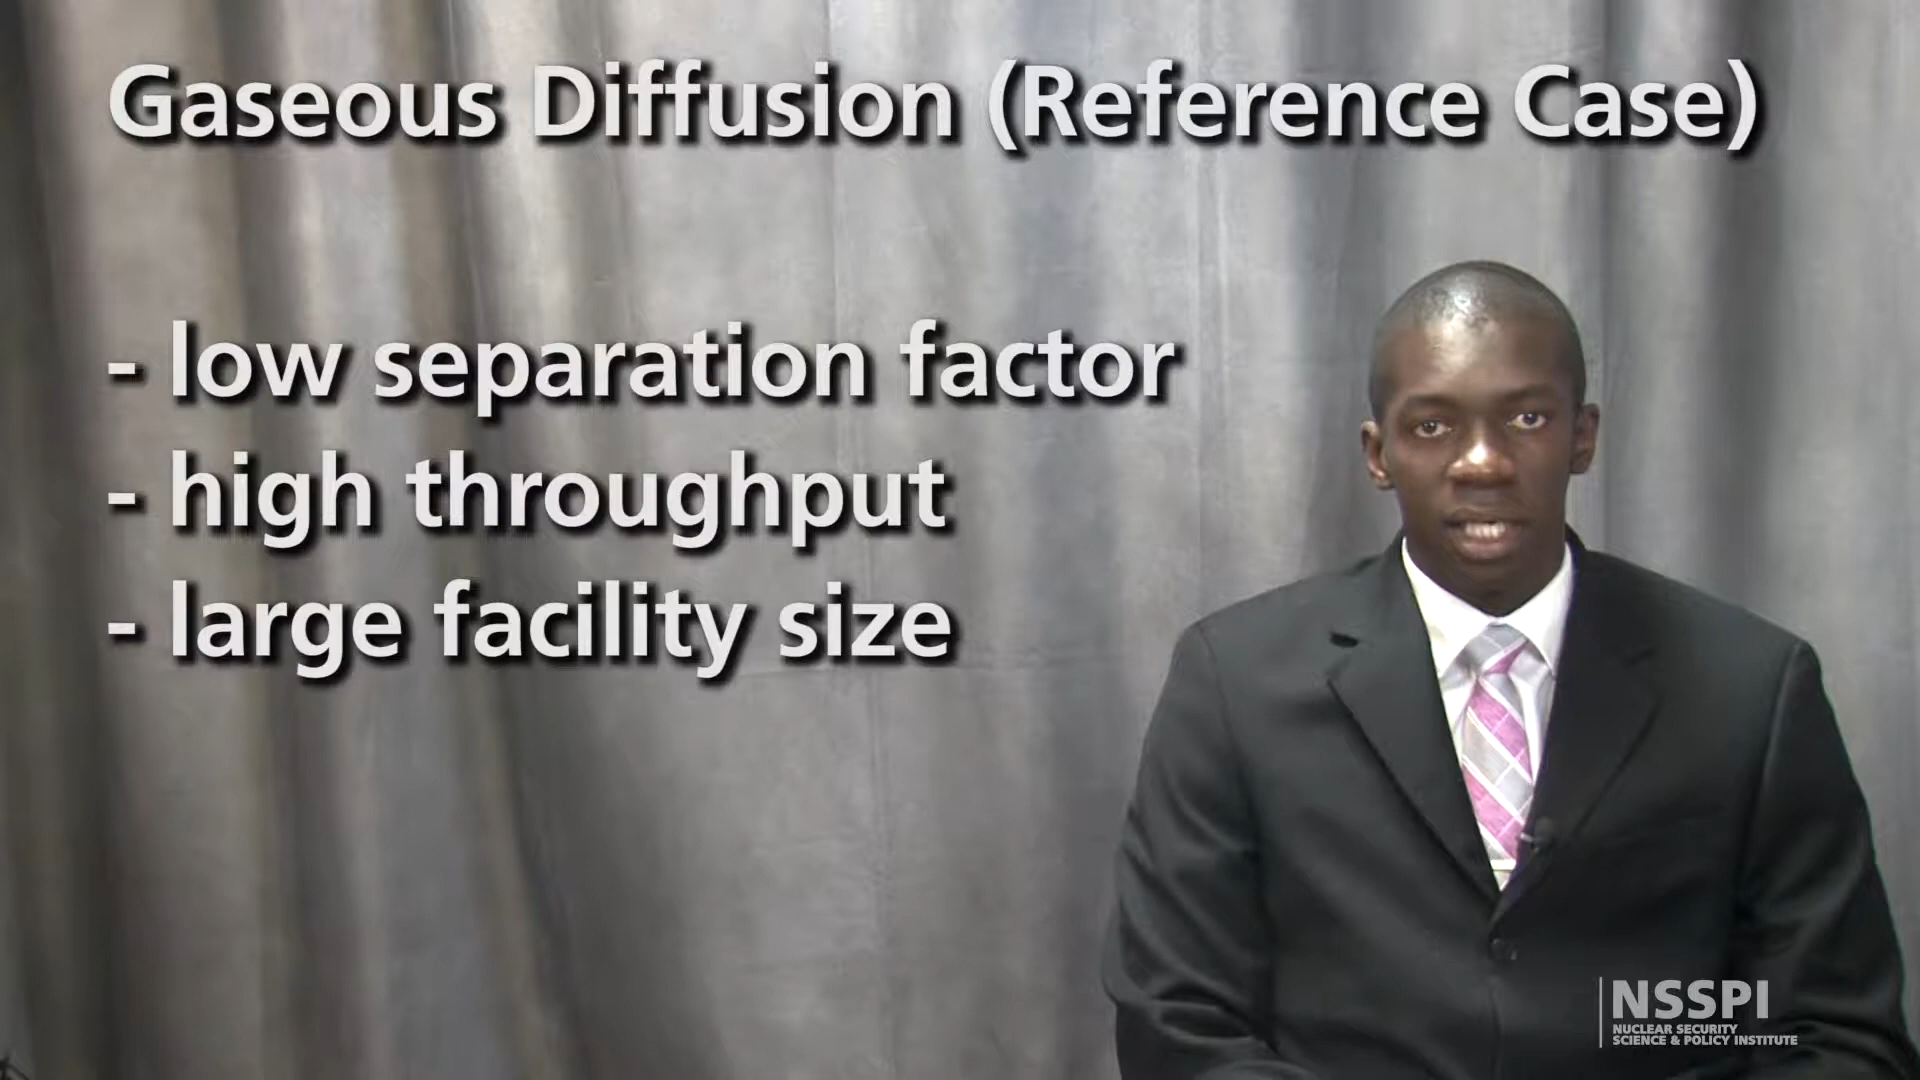 Gaseous Diffusion (Reference Case)
- low separation factor
- high throughput
- large facility size
NSSPI
NUCLEAR SECURITY
SCIENCE & POLICY INSTITUTE